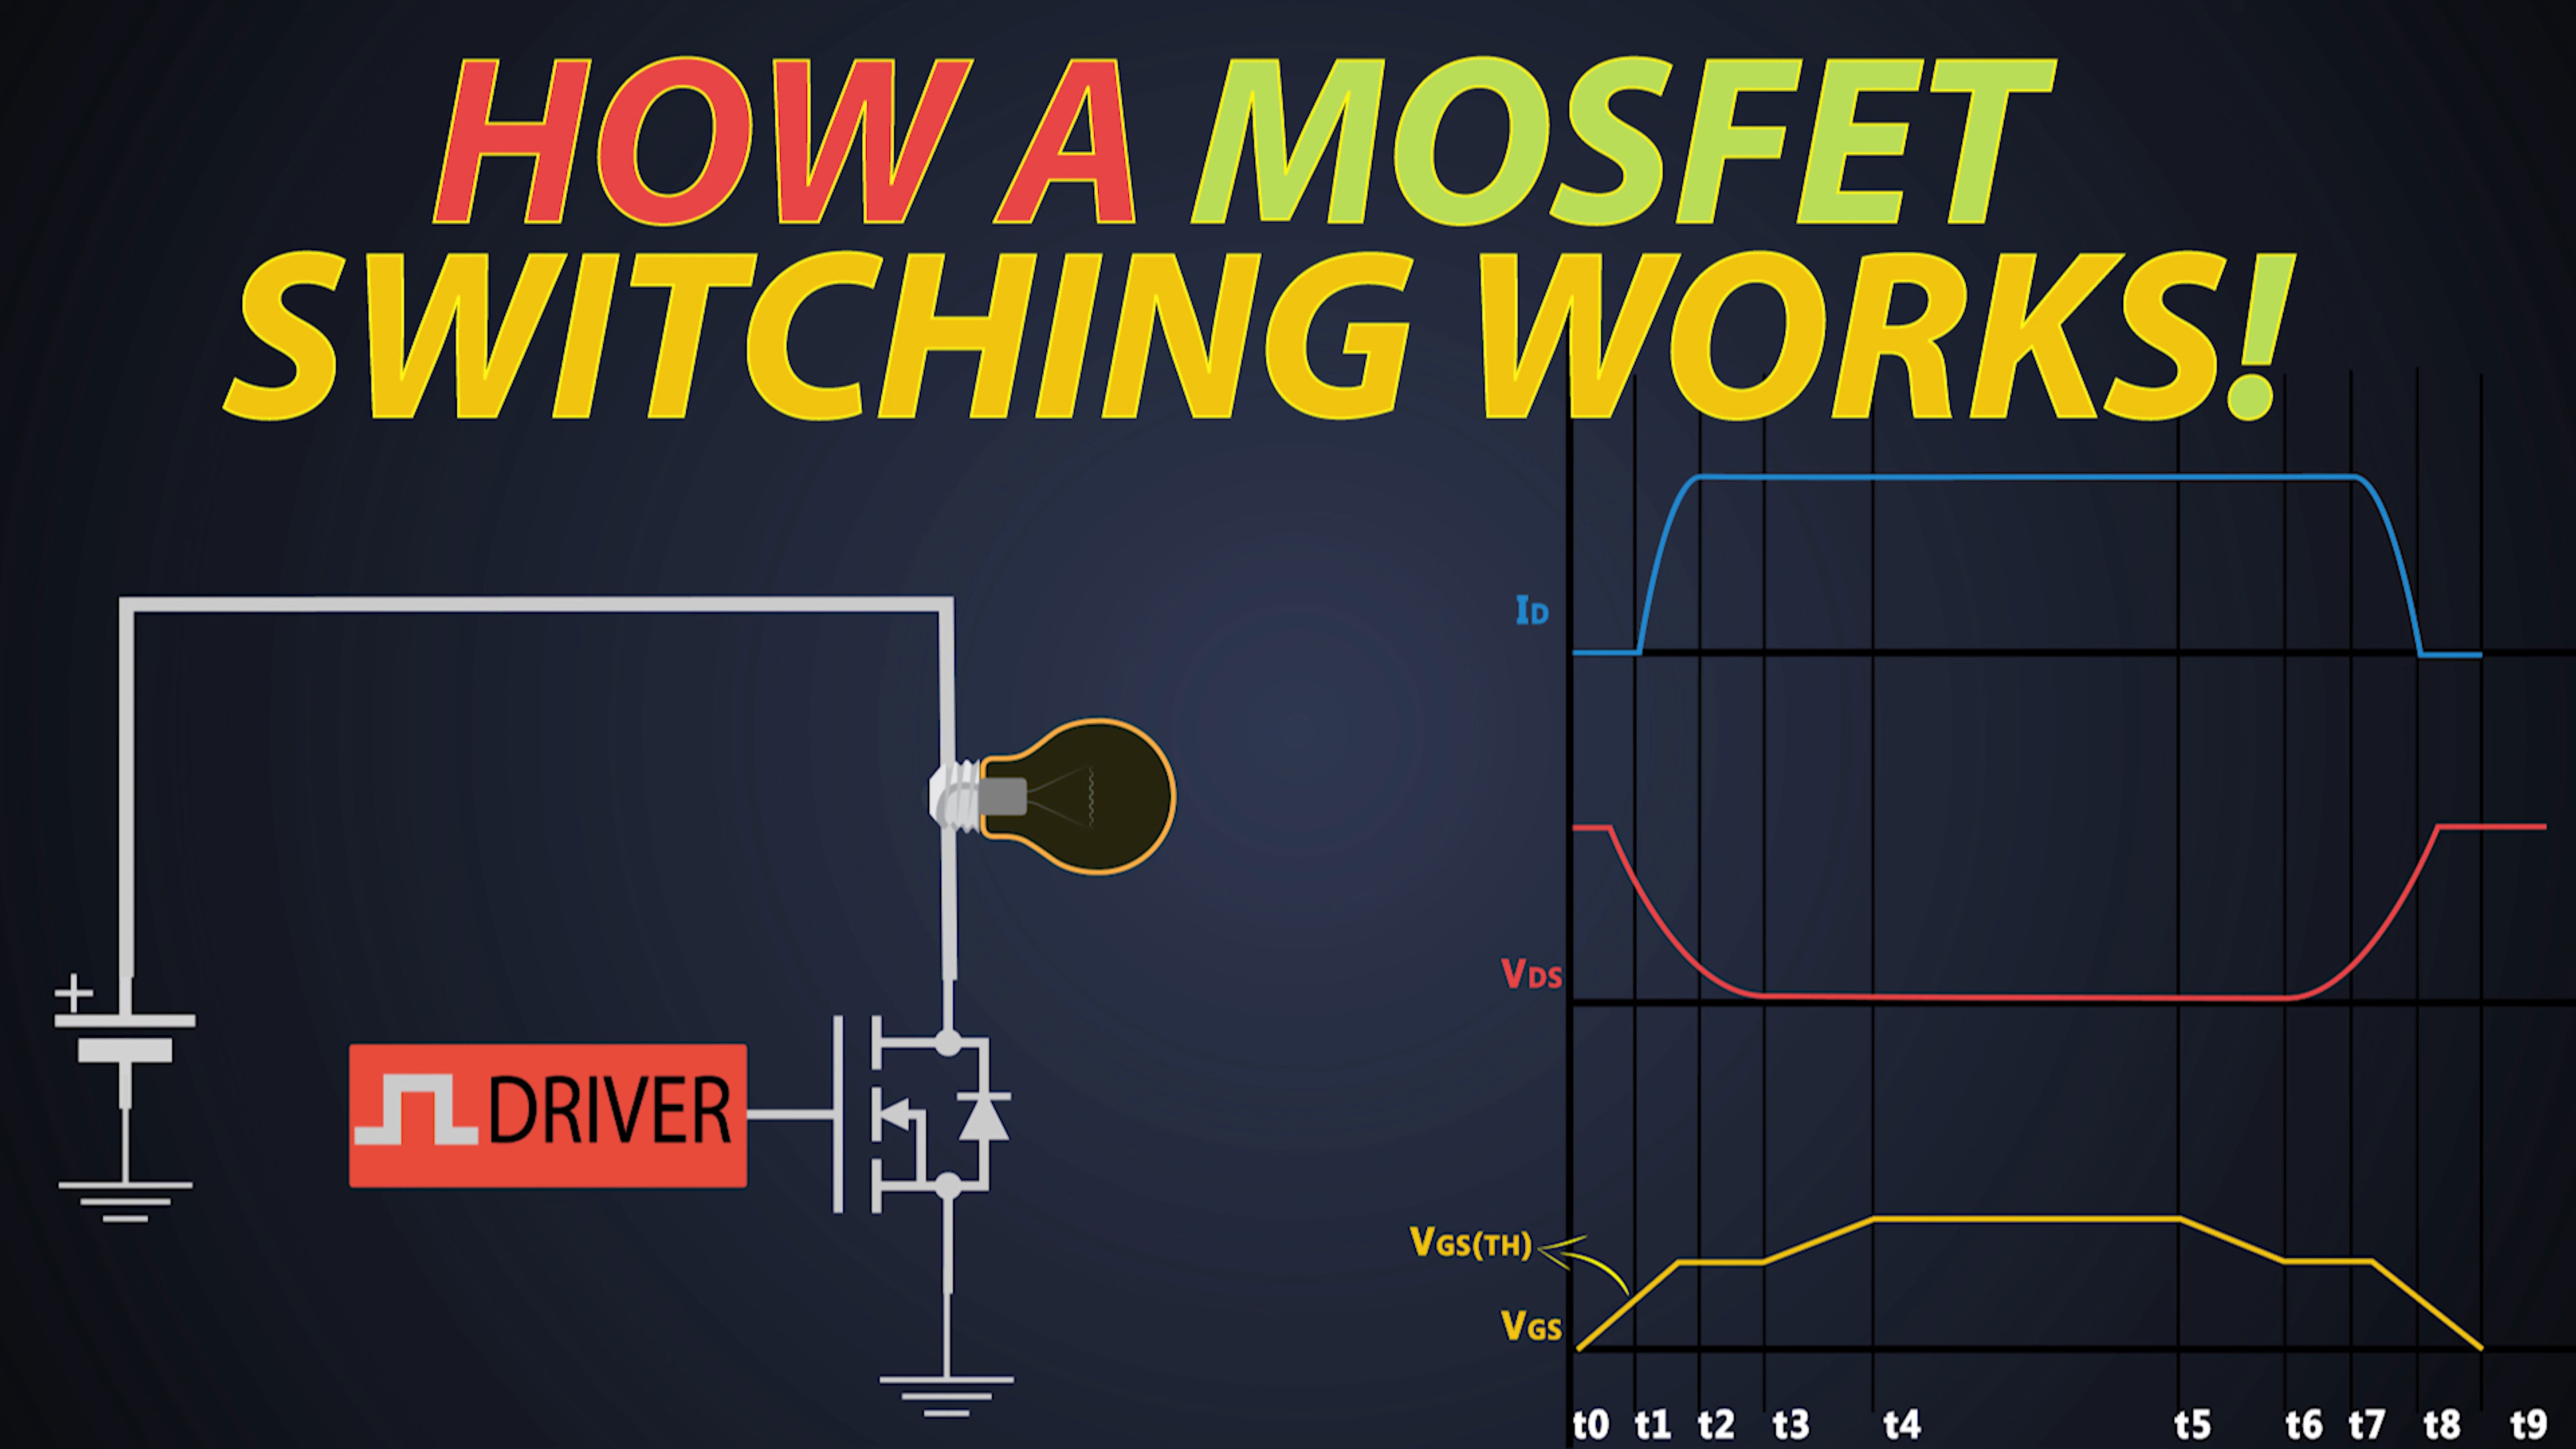 HOW A MOSFET
SWITCHING WORKS!
ID
+
DRIVER
VDS
VGS(TH)
VGS
t0 t1 t2 t3 t4 t5 t6 t7 t8 t9